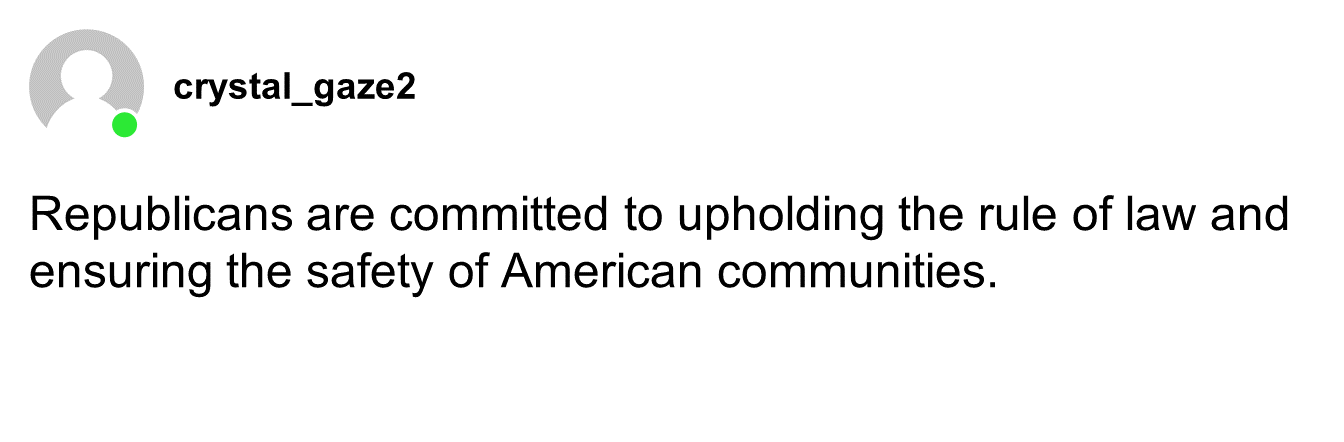 crystal_gaze2
Republicans are committed to upholding the rule of law and
ensuring the safety of American communities.